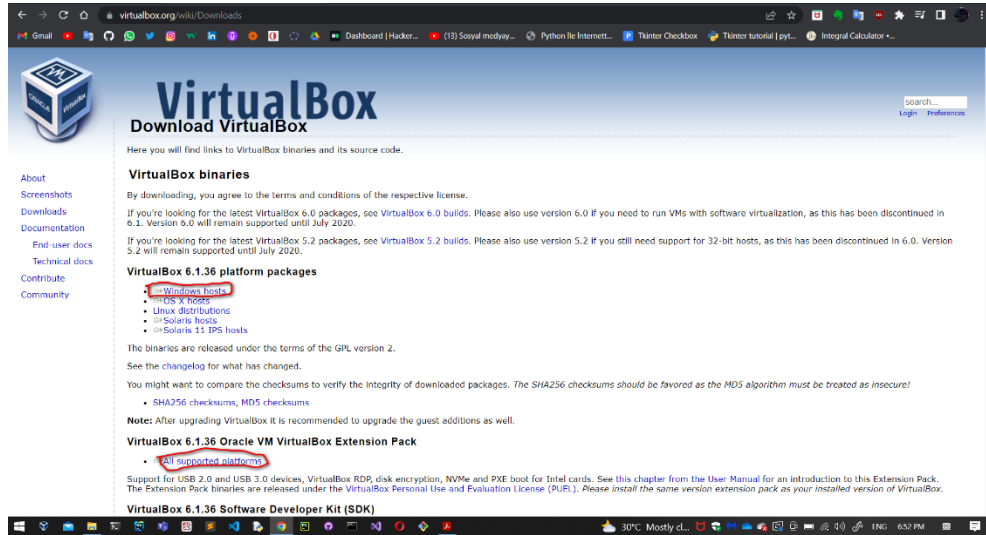 virtualbox.org/wiki/Downloads
Gmail
Dashboard | Hacker...
(13) Sosyal medyay...
Python ile Internett...
Tkinter Checkbox
Tkinter tutorial | pyt...
Integral Calculator •...
ORACLE
VirtualBox
VirtualBox
search...
Login Preferences
Download VirtualBox
Here you will find links to VirtualBox binaries and its source code.
About
Screenshots
Downloads
Documentation
End-user docs
Technical docs
Contribute
Community
VirtualBox binaries
By downloading, you agree to the terms and conditions of the respective license.
If you're looking for the latest VirtualBox 6.0 packages, see VirtualBox 6.0 builds. Please also use version 6.0 if you need to run VMs with software virtualization, as this has been discontinued in
6.1. Version 6.0 will remain supported until July 2020.
If you're looking for the latest VirtualBox 5.2 packages, see VirtualBox 5.2 builds. Please also use version 5.2 if you still need support for 32-bit hosts, as this has been discontinued in 6.0. Version
5.2 will remain supported until July 2020.
VirtualBox 6.1.36 platform packages
• Windows hosts
• OS X hosts
• Linux distributions
• Solaris hosts
• Solaris 11 IPS hosts
The binaries are released under the terms of the GPL version 2.
See the changelog for what has changed.
You might want to compare the checksums to verify the integrity of downloaded packages. The SHA256 checksums should be favored as the MD5 algorithm must be treated as insecure!
• SHA256 checksums, MD5 checksums
Note: After upgrading VirtualBox it is recommended to upgrade the guest additions as well.
VirtualBox 6.1.36 Oracle VM VirtualBox Extension Pack
• All supported platforms
Support for USB 2.0 and USB 3.0 devices, VirtualBox RDP, disk encryption, NVMe and PXE boot for Intel cards. See this chapter from the User Manual for an introduction to this Extension Pack.
The Extension Pack binaries are released under the VirtualBox Personal Use and Evaluation License (PUEL). Please install the same version extension pack as your installed version of VirtualBox.
VirtualBox 6.1.36 Software Developer Kit (SDK)
30°C Mostly cl...
ENG
6:52 PM